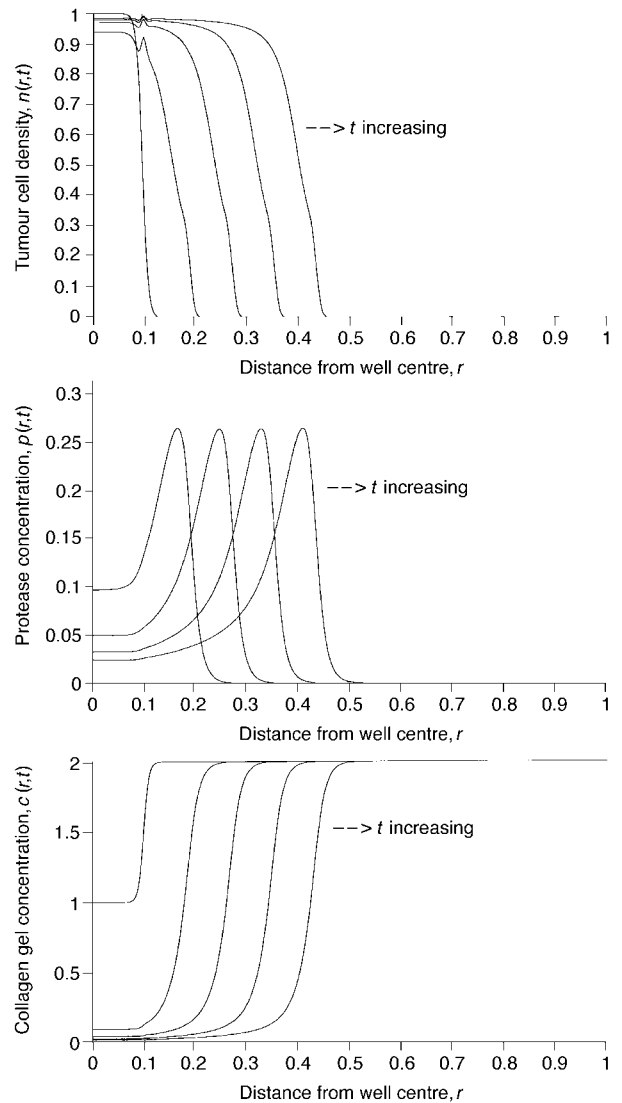 Tumour cell density, n(r,t)
1
0.9
0.8
0.7
0.6
0.5
0.4
0.3
0.2
0.1
0
--> t increasing
0 0.1 0.2 0.3 0.4 0.5 0.6 0.7 0.8 0.9 1
Distance from well centre, r
Protease concentration, p(r,t)
0.3
0.25
0.2
0.15
0.1
0.05
0
--> t increasing
0 0.1 0.2 0.3 0.4 0.5 0.6 0.7 0.8 0.9 1
Distance from well centre, r
Collagen gel concentration, c(r,t)
2
1.5
1
0.5
0
--> t increasing
0 0.1 0.2 0.3 0.4 0.5 0.6 0.7 0.8 0.9 1
Distance from well centre, r